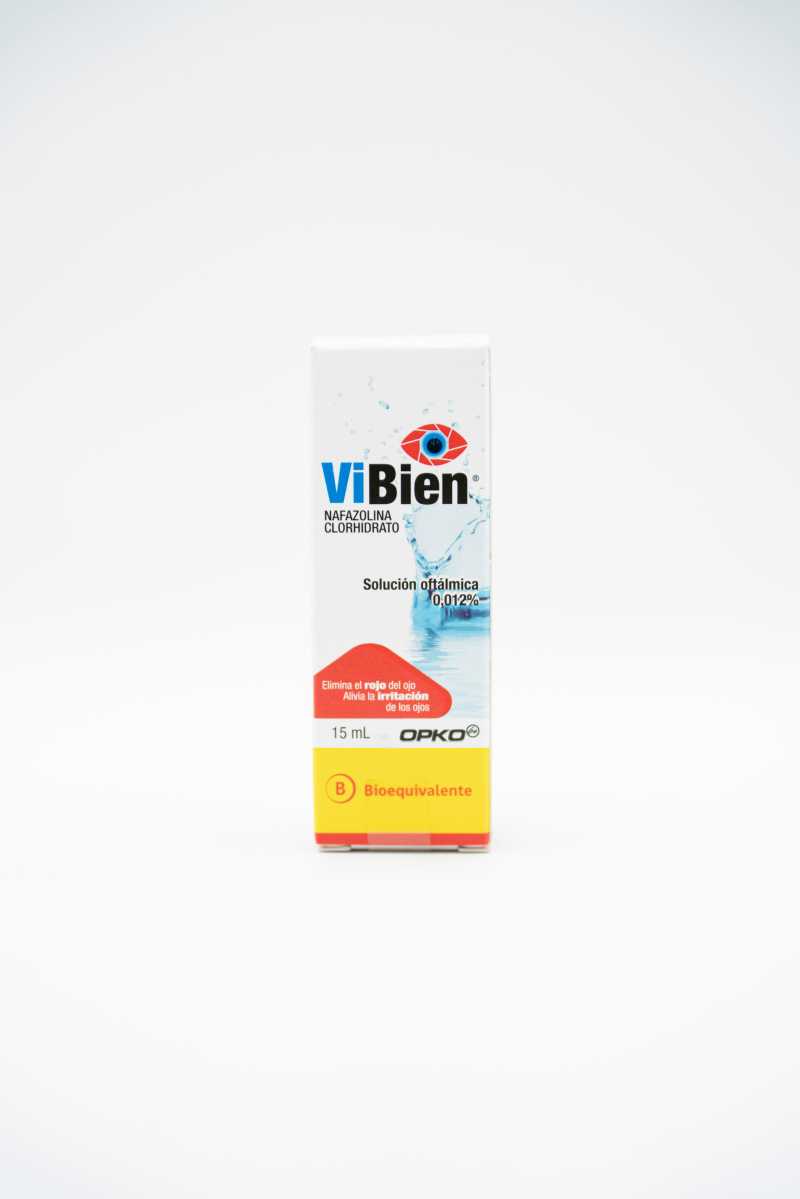 ViBien®
NAFAZOLINA
CLORHIDRATO
Solución oftálmica
0,012%
Elimina el rojo del ojo
Alivia la irritación
de los ojos
15 mL OPKO
B Bioequivalente